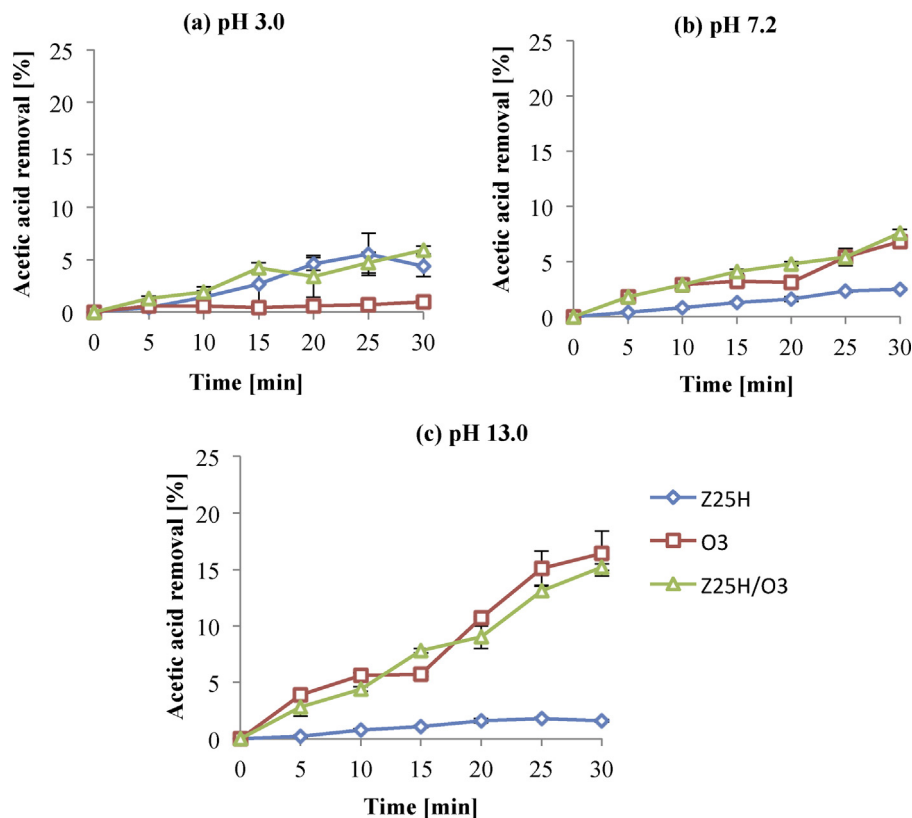 (a) pH 3.0
Acetic acid removal [%]
25
20
15
10
5
0
0 5 10 15 20 25 30
Time [min]
(b) pH 7.2
Acetic acid removal [%]
25
20
15
10
5
0
0 5 10 15 20 25 30
Time [min]
(c) pH 13.0
Acetic acid removal [%]
25
20
15
10
5
0
0 5 10 15 20 25 30
Time [min]
Z25H
O3
Z25H/O3